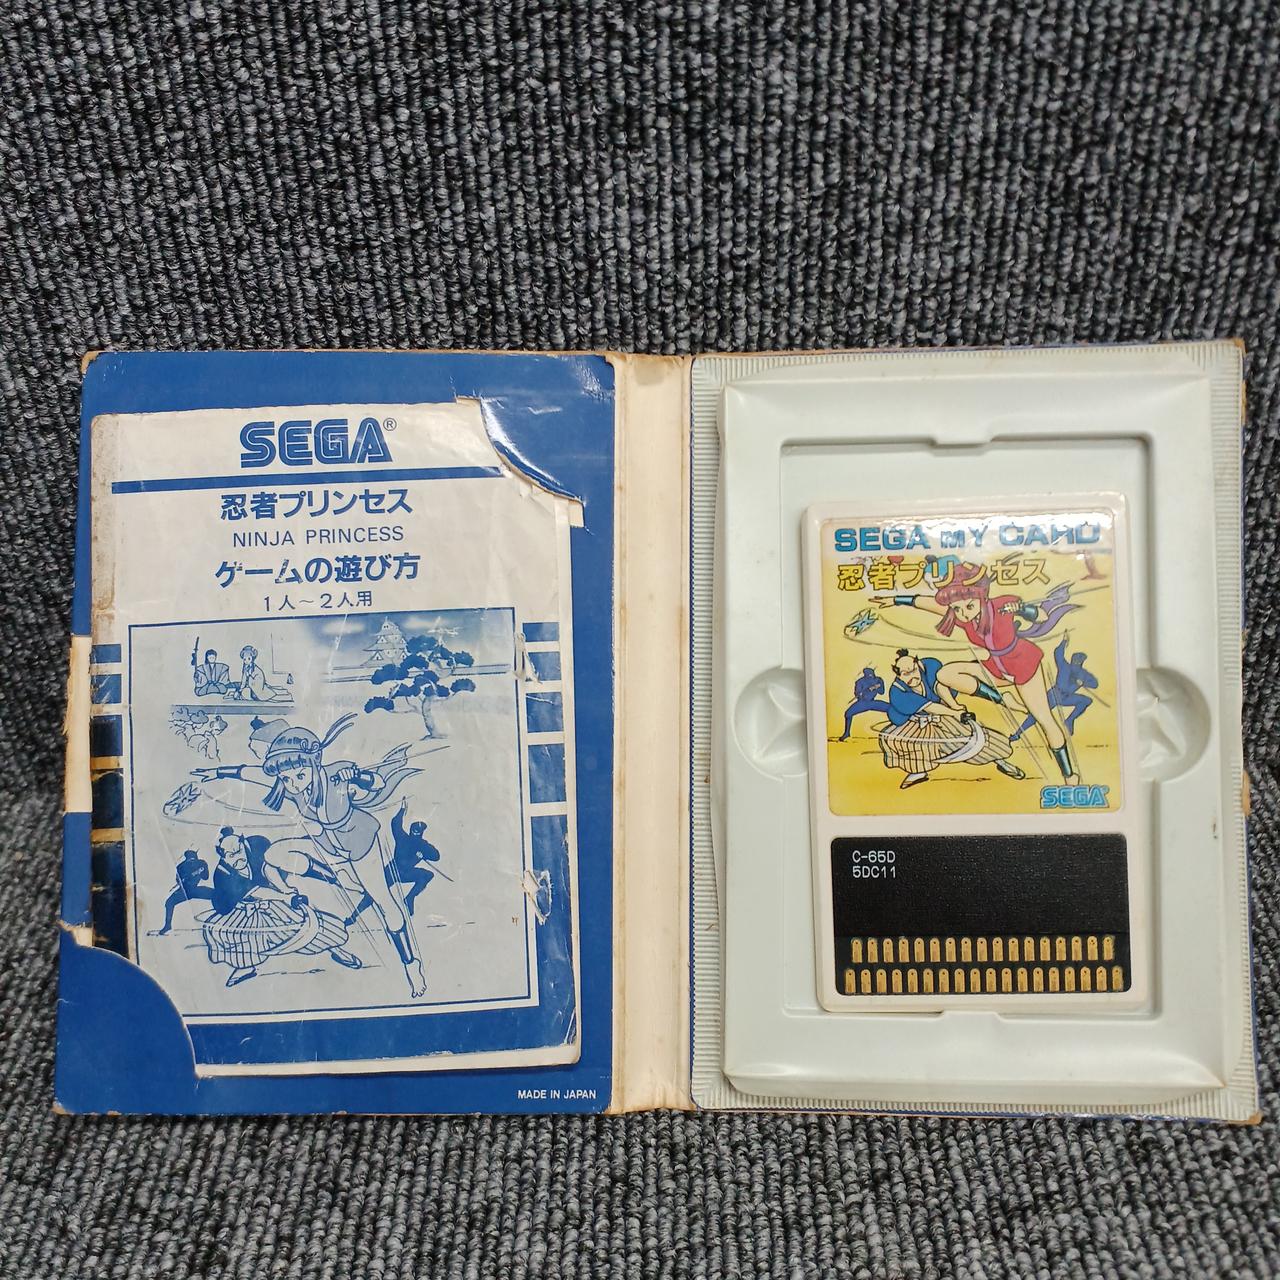 SEGA®
忍者プリンセス
NINJA PRINCESS
ゲームの遊び方
1人～2人用
MADE IN JAPAN
SEGA MY CARD
忍者プリンセス
SEGA
C-65D
5DC11